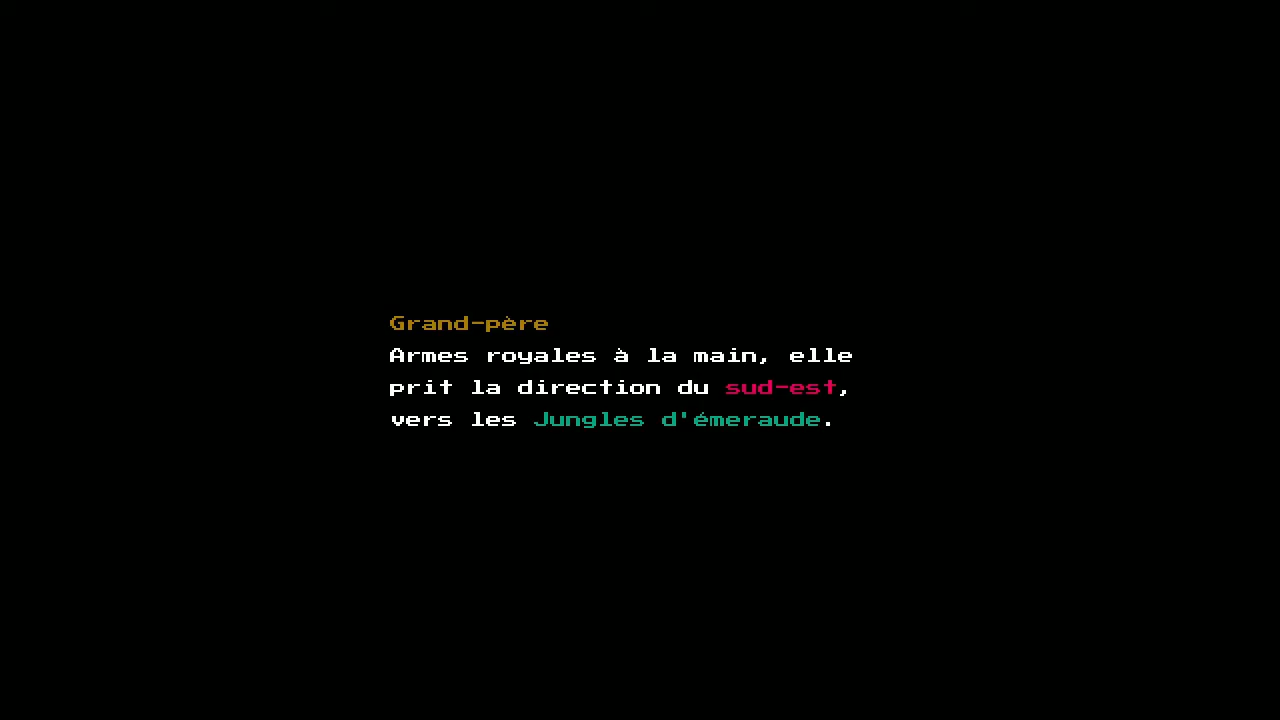 Grand-père
Armes royales à la main, elle
prit la direction du sud-est,
vers les Jungles d'émeraude.